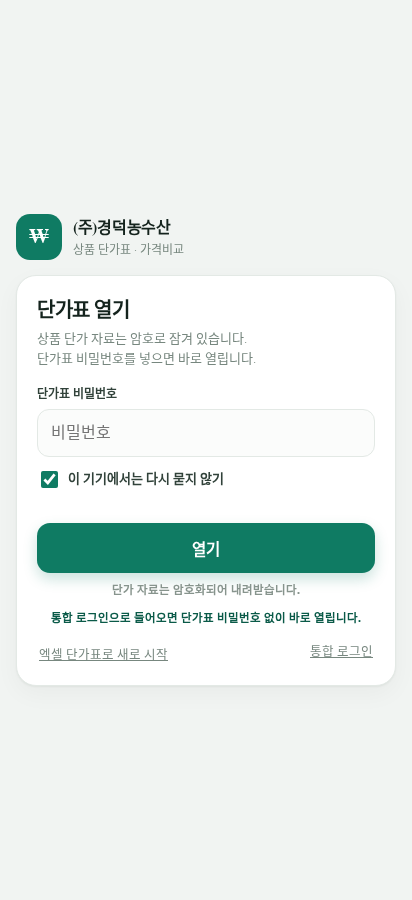 ₩
(주)경덕농수산
상품 단가표 · 가격비교
단가표 열기
상품 단가 자료는 암호로 잠겨 있습니다.
단가표 비밀번호를 넣으면 바로 열립니다.
단가표 비밀번호
비밀번호
이 기기에서는 다시 묻지 않기
열기
단가 자료는 암호화되어 내려받습니다.
통합 로그인으로 들어오면 단가표 비밀번호 없이 바로 열립니다.
엑셀 단가표로 새로 시작
통합 로그인